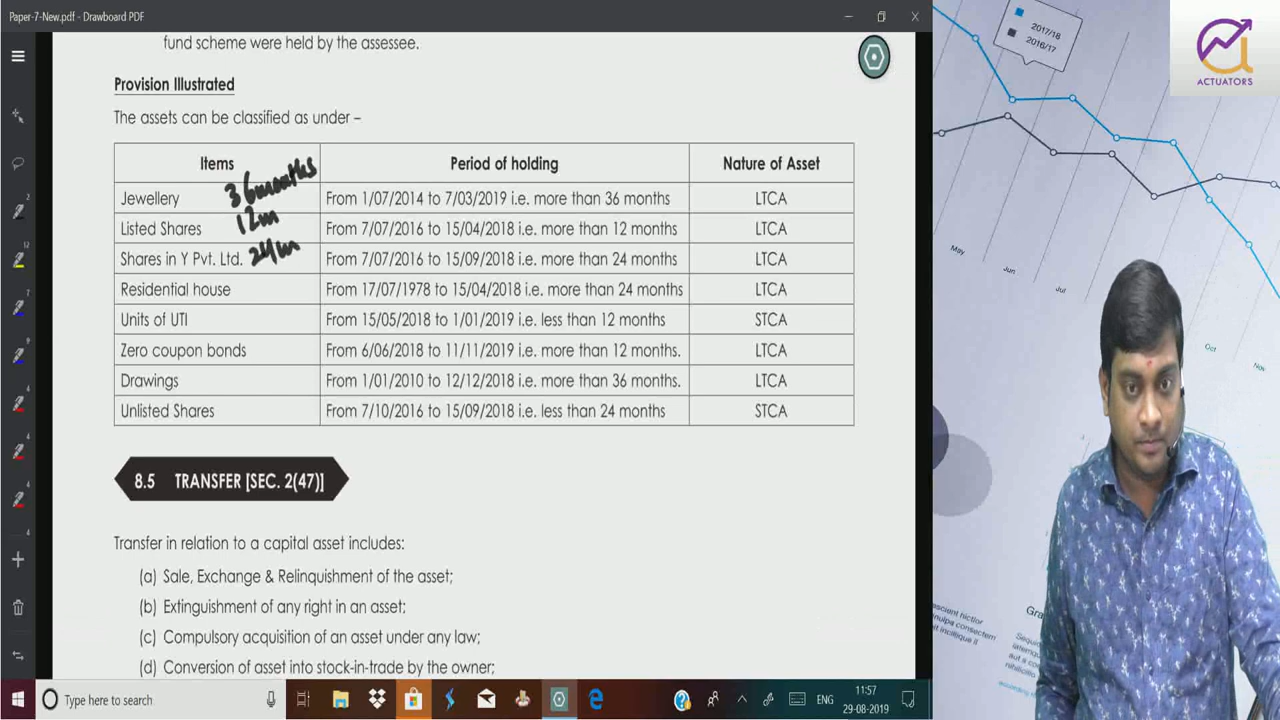 Paper-7-New.pdf - Drawboard PDF
fund scheme were held by the assessee.
Provision Illustrated
The assets can be classified as under –
Items Period of holding Nature of Asset
36 months
Jewellery From 1/07/2014 to 7/03/2019 i.e. more than 36 months LTCA
12m
Listed Shares From 7/07/2016 to 15/04/2018 i.e. more than 12 months LTCA
24m
Shares in Y Pvt. Ltd. From 7/07/2016 to 15/09/2018 i.e. more than 24 months LTCA
Residential house From 17/07/1978 to 15/04/2018 i.e. more than 24 months LTCA
Units of UTI From 15/05/2018 to 1/01/2019 i.e. less than 12 months STCA
Zero coupon bonds From 6/06/2018 to 11/11/2019 i.e. more than 12 months. LTCA
Drawings From 1/01/2010 to 12/12/2018 i.e. more than 36 months. LTCA
Unlisted Shares From 7/10/2016 to 15/09/2018 i.e. less than 24 months STCA
8.5 TRANSFER [SEC. 2(47)]
Transfer in relation to a capital asset includes:
(a) Sale, Exchange & Relinquishment of the asset;
(b) Extinguishment of any right in an asset;
(c) Compulsory acquisition of an asset under any law;
(d) Conversion of asset into stock-in-trade by the owner;
Type here to search
ENG
11:57
29-08-2019
2017/18
2016/17
ACTUATORS
May
Jun
Jul
Oct
Nov